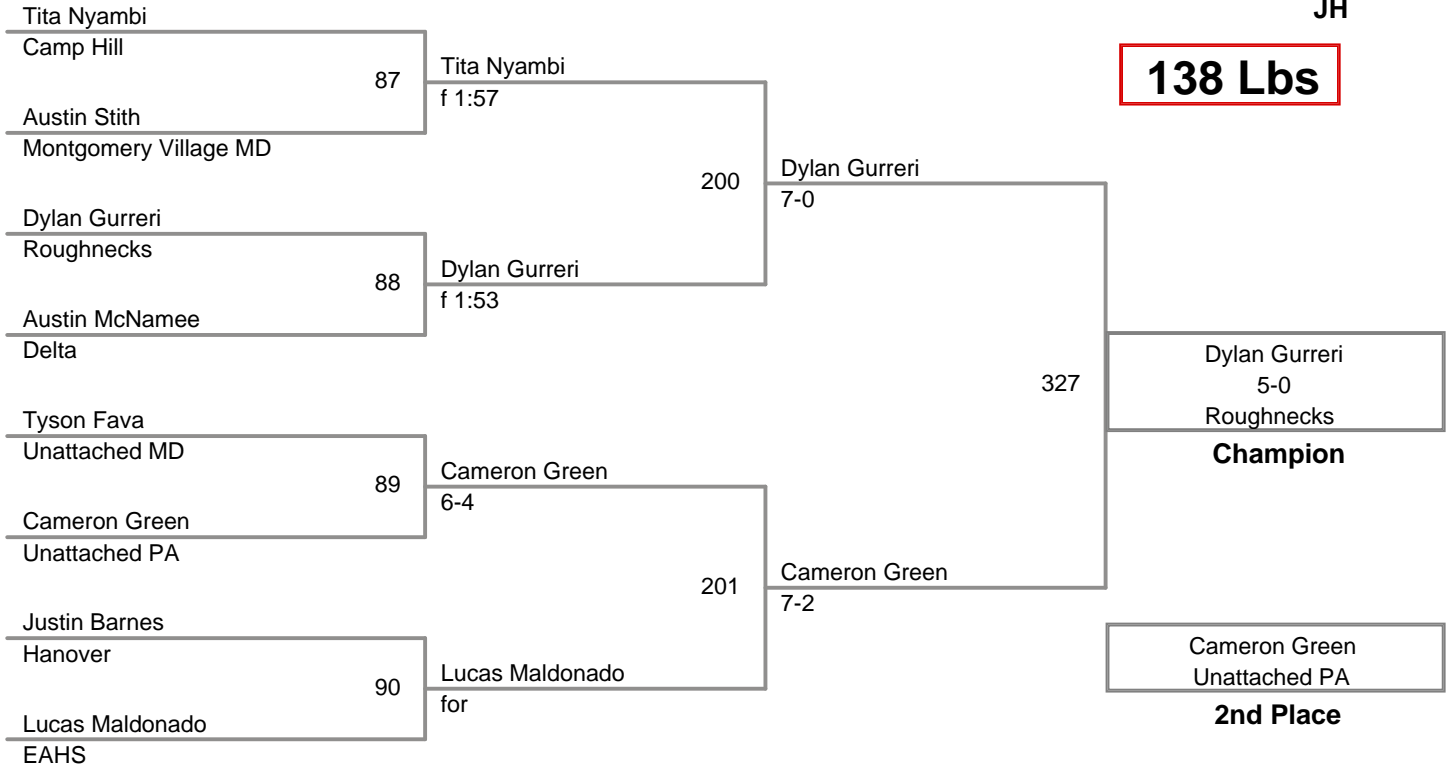 JH
138 Lbs
Tita Nyambi
Camp Hill
87
Austin Stith
Montgomery Village MD
Dylan Gurreri
Roughnecks
88
Austin McNamee
Delta
Tyson Fava
Unattached MD
89
Cameron Green
Unattached PA
Justin Barnes
Hanover
90
Lucas Maldonado
EAHS
Tita Nyambi
f 1:57
200
Dylan Gurreri
f 1:53
Cameron Green
6-4
201
Lucas Maldonado
for
Dylan Gurreri
7-0
327
Cameron Green
7-2
Dylan Gurreri
5-0
Roughnecks
Champion
Cameron Green
Unattached PA
2nd Place